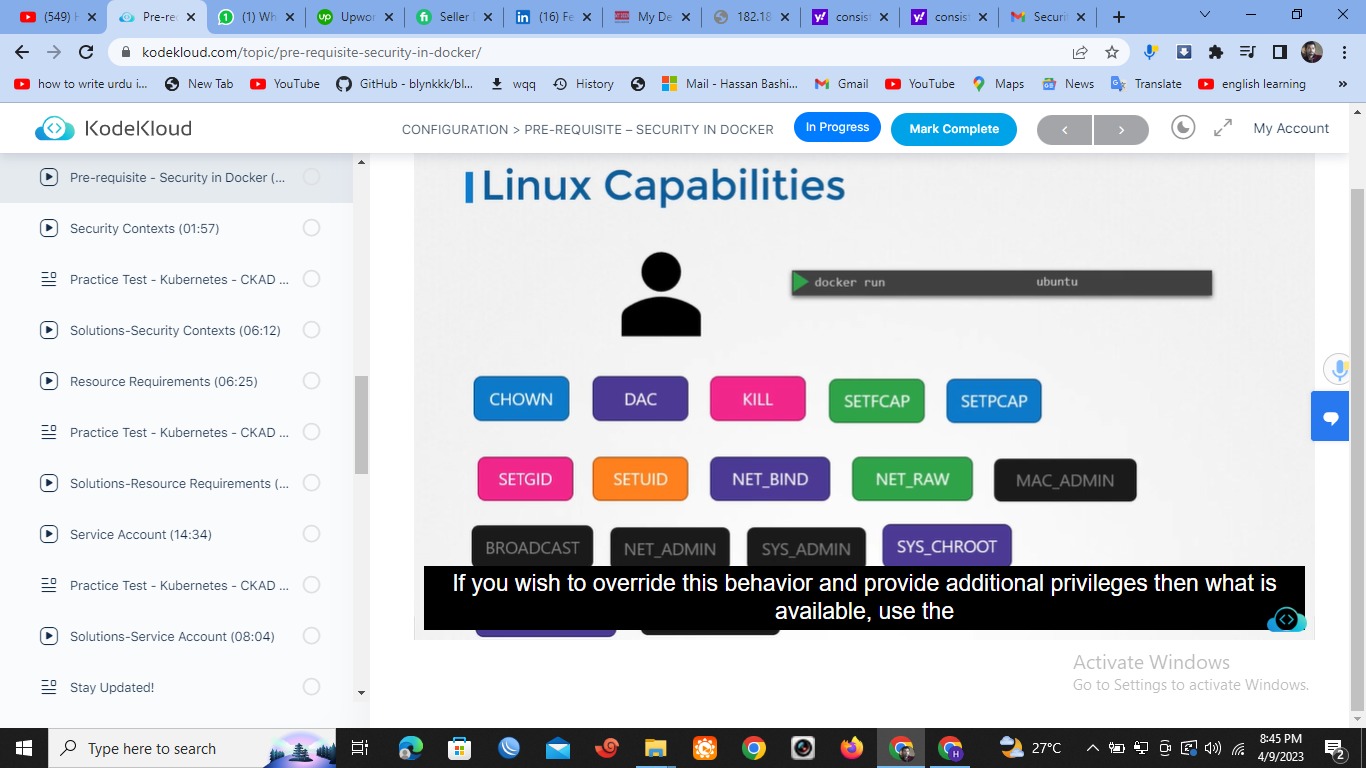 (549) H
Pre-re
(1) Wh
Upwor
Seller
(16) Fe
My De
182.18
consist
consist
Securit
kodekloud.com/topic/pre-requisite-security-in-docker/
how to write urdu i...
New Tab
YouTube
GitHub - blynkkk/bl...
wqq
History
Mail - Hassan Bashi...
Gmail
YouTube
Maps
News
Translate
english learning
KodeKloud
CONFIGURATION > PRE-REQUISITE – SECURITY IN DOCKER
In Progress
Mark Complete
My Account
Pre-requisite - Security in Docker (...
Security Contexts (01:57)
Practice Test - Kubernetes - CKAD ...
Solutions-Security Contexts (06:12)
Resource Requirements (06:25)
Practice Test - Kubernetes - CKAD ...
Solutions-Resource Requirements (...
Service Account (14:34)
Practice Test - Kubernetes - CKAD ...
Solutions-Service Account (08:04)
Stay Updated!
Linux Capabilities
docker run ubuntu
CHOWN DAC KILL SETFCAP SETPCAP
SETGID SETUID NET_BIND NET_RAW MAC_ADMIN
BROADCAST NET_ADMIN SYS_ADMIN SYS_CHROOT
If you wish to override this behavior and provide additional privileges then what is
available, use the
Activate Windows
Go to Settings to activate Windows.
Type here to search
27°C
8:45 PM
4/9/2023
2